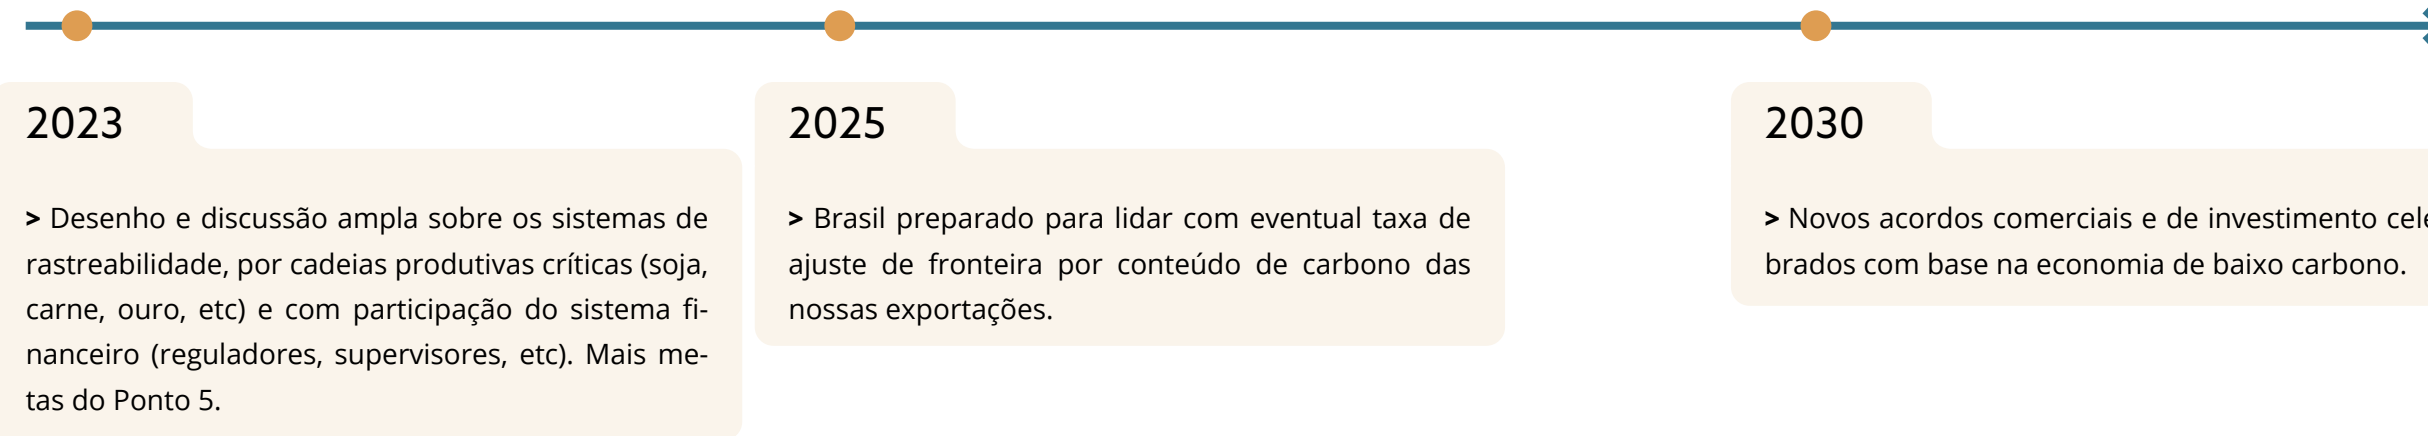 2023
> Desenho e discussão ampla sobre os sistemas de
rastreabilidade, por cadeias produtivas críticas (soja,
carne, ouro, etc) e com participação do sistema fi-
nanceiro (reguladores, supervisores, etc). Mais me-
tas do Ponto 5.
2025
> Brasil preparado para lidar com eventual taxa de
ajuste de fronteira por conteúdo de carbono das
nossas exportações.
2030
> Novos acordos comerciais e de investimento cele
brados com base na economia de baixo carbono.